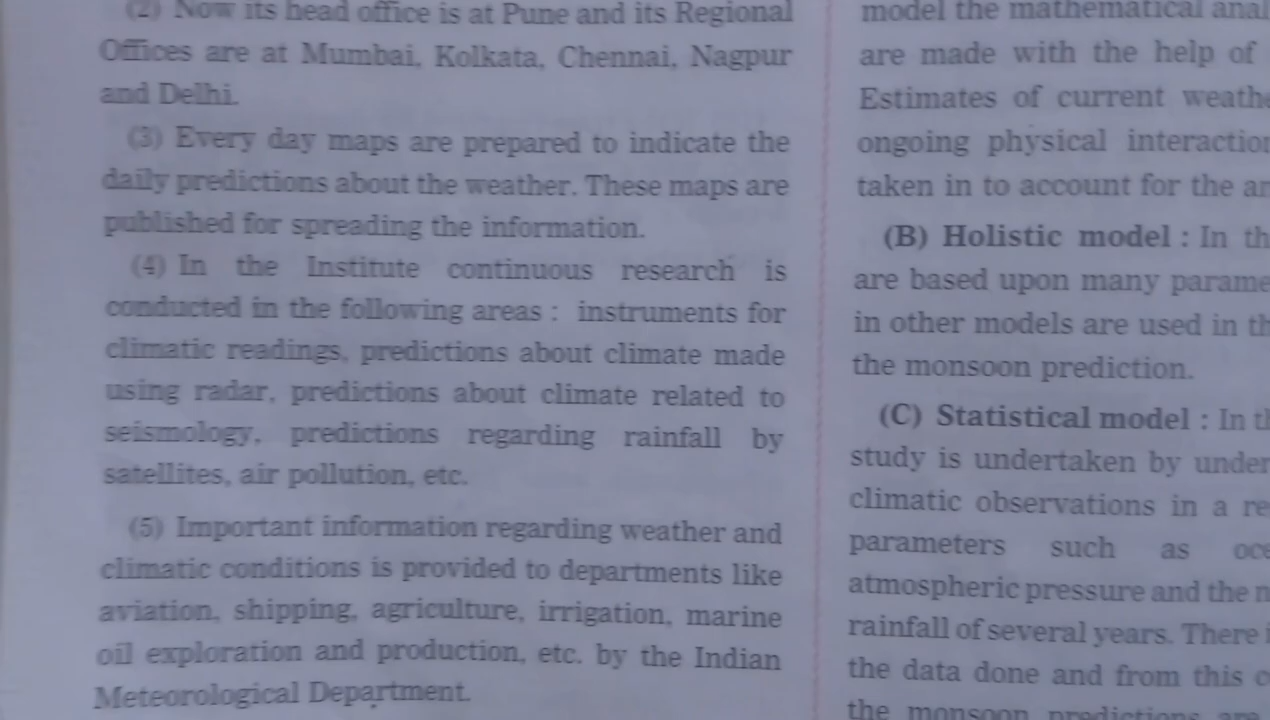 (2) Now its head office is at Pune and its Regional
Offices are at Mumbai, Kolkata, Chennai, Nagpur
and Delhi.
(3) Every day maps are prepared to indicate the
daily predictions about the weather. These maps are
published for spreading the information.
(4) In the Institute continuous research is
conducted in the following areas : instruments for
climatic readings, predictions about climate made
using radar, predictions about climate related to
seismology, predictions regarding rainfall by
satellites, air pollution, etc.
(5) Important information regarding weather and
climatic conditions is provided to departments like
aviation, shipping, agriculture, irrigation, marine
oil exploration and production, etc. by the Indian
Meteorological Department.
model the mathematical
are made with the help of
Estimates of current
ongoing physical
taken in to account for the
(B) Holistic model : In
are based upon many
in other models are used in
the monsoon prediction.
(C) Statistical model : In
study is undertaken by
climatic observations in a
parameters such as
atmospheric pressure and the
rainfall of several years. There
the data done and from this
the monsoon predictions are